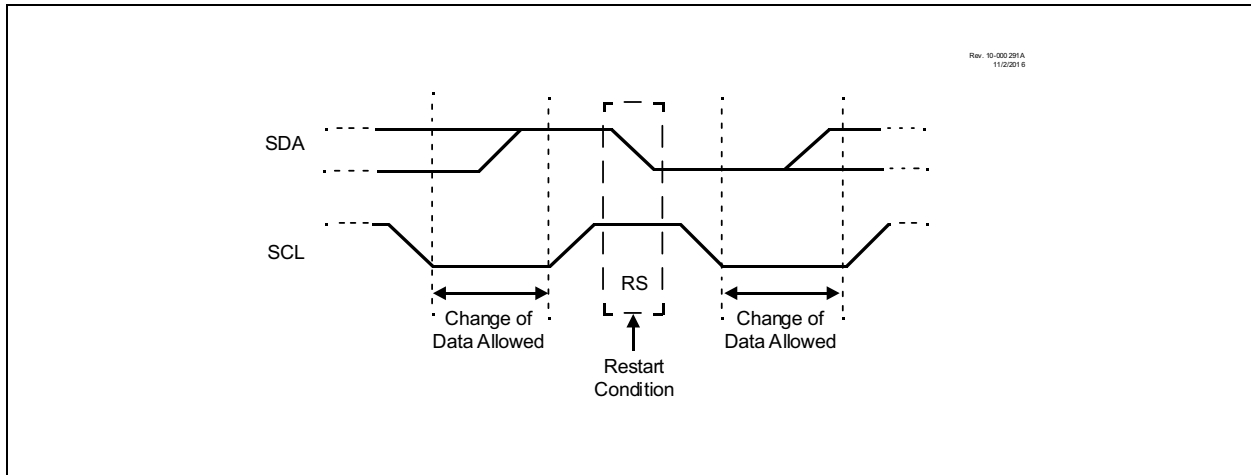 Rev. 10-000291A
11/2/2016
SDA
SCL
RS
Change of
Data Allowed
Change of
Data Allowed
Restart
Condition